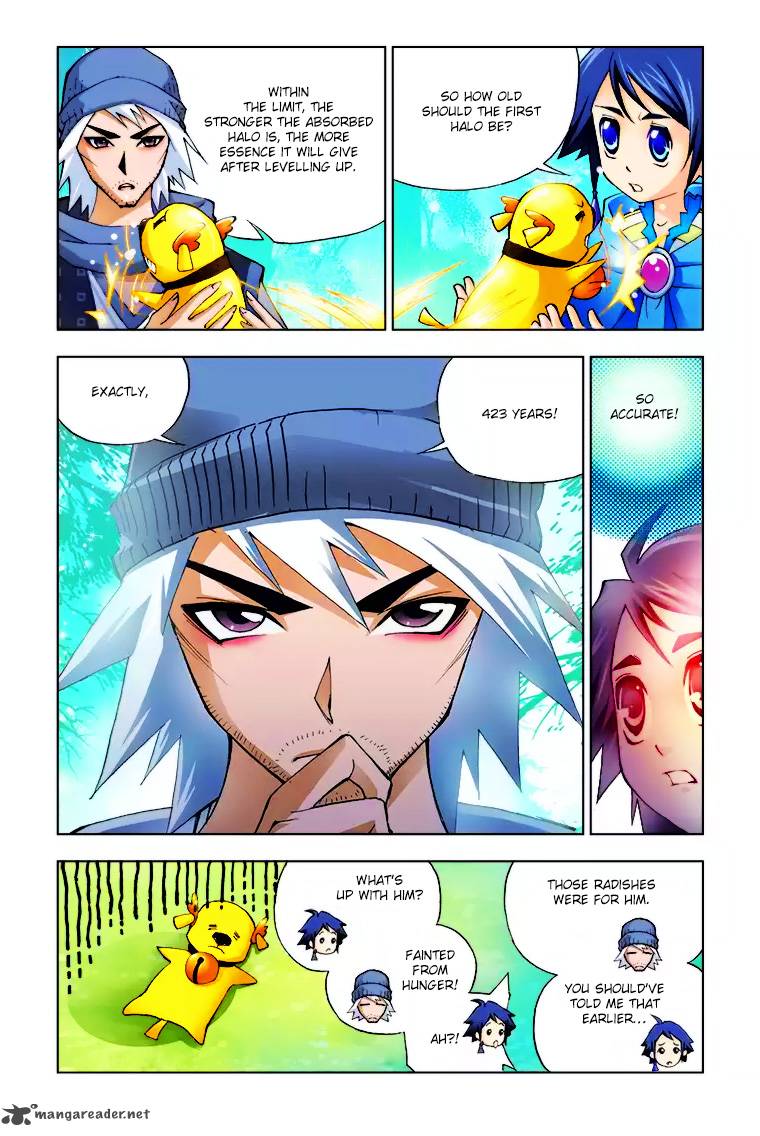 WITHIN
THE LIMIT, THE
STRONGER THE ABSORBED
HALO IS, THE MORE
ESSENCE IT WILL GIVE
AFTER LEVELLING UP.
SO HOW OLD
SHOULD THE FIRST
HALO BE?
EXACTLY,
423 YEARS!
SO
ACCURATE!
WHAT'S
UP WITH HIM?
FAINTED
FROM
HUNGER!
AH?!
THOSE RADISHES
WERE FOR HIM.
YOU SHOULD'VE
TOLD ME THAT
EARLIER...
mangareader.net